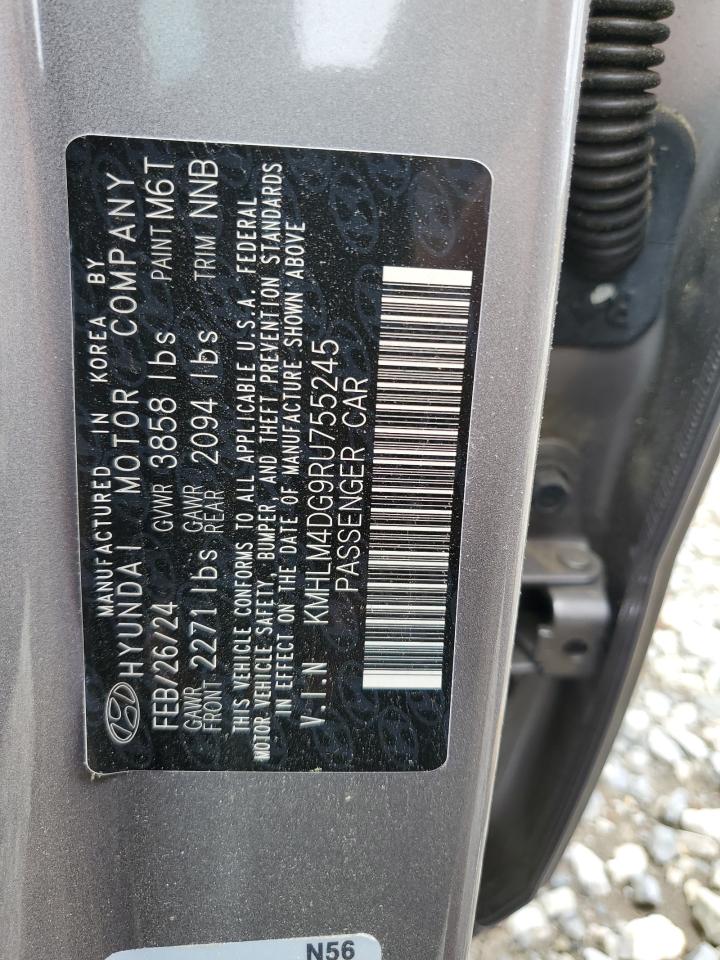 MANUFACTURED IN KOREA BY
HYUNDAI MOTOR COMPANY
FEB/26/24 GVWR 3858 lbs PAINT M6T
GAWR FRONT 2271 lbs GAWR REAR 2094 lbs TRIM NNB
THIS VEHICLE CONFORMS TO ALL APPLICABLE U.S.A. FEDERAL
MOTOR VEHICLE SAFETY, BUMPER, AND THEFT PREVENTION STANDARDS
IN EFFECT ON THE DATE OF MANUFACTURE SHOWN ABOVE
V.I.N KMHLM4DG9RU755245
PASSENGER CAR
N56